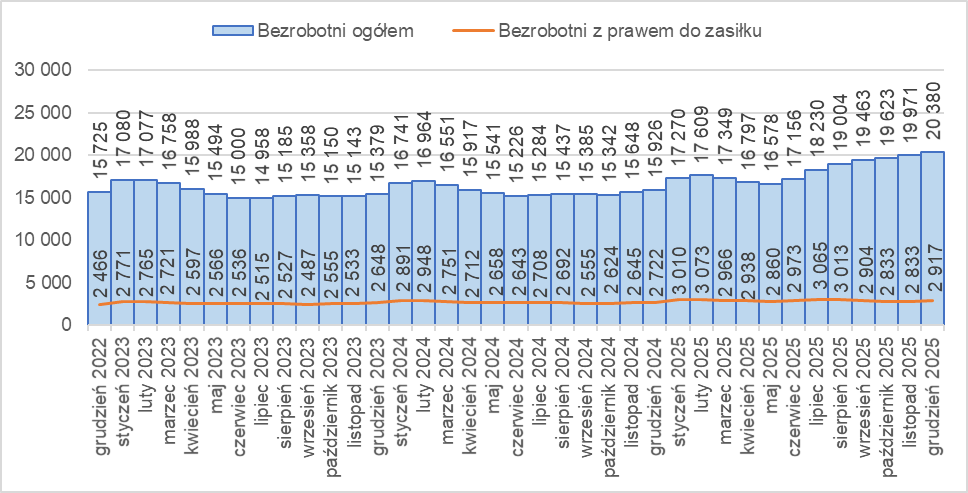 Bezrobotni ogółem
Bezrobotni z prawem do zasiłku
30 000
25 000
20 000
15 000
10 000
5 000
0
15 725
17 080
17 077
16 758
15 988
15 494
15 000
14 958
15 185
15 358
15 150
15 143
15 379
16 741
16 964
16 551
15 917
15 541
15 226
15 284
15 437
15 385
15 342
15 648
15 926
17 270
17 609
17 349
16 797
16 578
17 156
18 230
19 004
19 463
19 623
19 971
20 380
2 466
2 771
2 765
2 721
2 597
2 566
2 536
2 515
2 527
2 487
2 555
2 533
2 648
2 891
2 948
2 751
2 712
2 658
2 643
2 708
2 692
2 555
2 624
2 645
2 722
3 010
3 073
2 966
2 938
2 860
2 973
3 065
3 013
2 904
2 833
2 833
2 917
grudzień 2022
styczeń 2023
luty 2023
marzec 2023
kwiecień 2023
maj 2023
czerwiec 2023
lipiec 2023
sierpień 2023
wrzesień 2023
październik 2023
listopad 2023
grudzień 2023
styczeń 2024
luty 2024
marzec 2024
kwiecień 2024
maj 2024
czerwiec 2024
lipiec 2024
sierpień 2024
wrzesień 2024
październik 2024
listopad 2024
grudzień 2024
styczeń 2025
luty 2025
marzec 2025
kwiecień 2025
maj 2025
czerwiec 2025
lipiec 2025
sierpień 2025
wrzesień 2025
październik 2025
listopad 2025
grudzień 2025